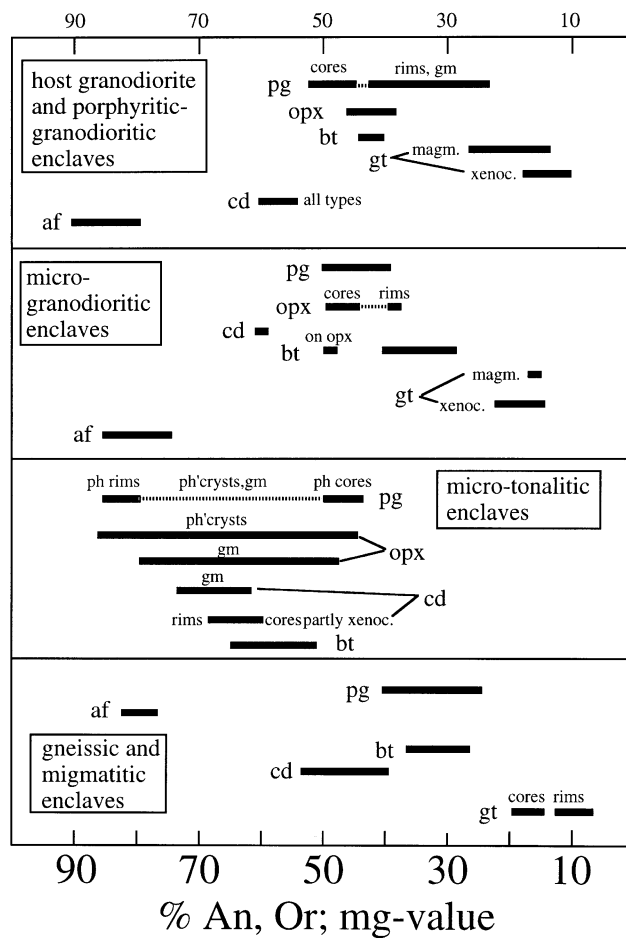 90 70 50 30 10
host granodiorite
and porphyritic-
granodioritic
enclaves
cores rims, gm
pg
opx
bt
gt magm.
xenoc.
cd all types
af
micro-
granodioritic
enclaves
pg
cores rims
opx
cd
on opx
bt
gt magm.
xenoc.
af
ph rims ph'crysts,gm ph cores
pg
micro-tonalitic
enclaves
ph'crysts
opx
gm
gm
cd
rims cores partly xenoc.
bt
pg
af
gneissic and
migmatitic
enclaves
bt
cd
cores rims
gt
90 70 50 30 10
% An, Or; mg-value